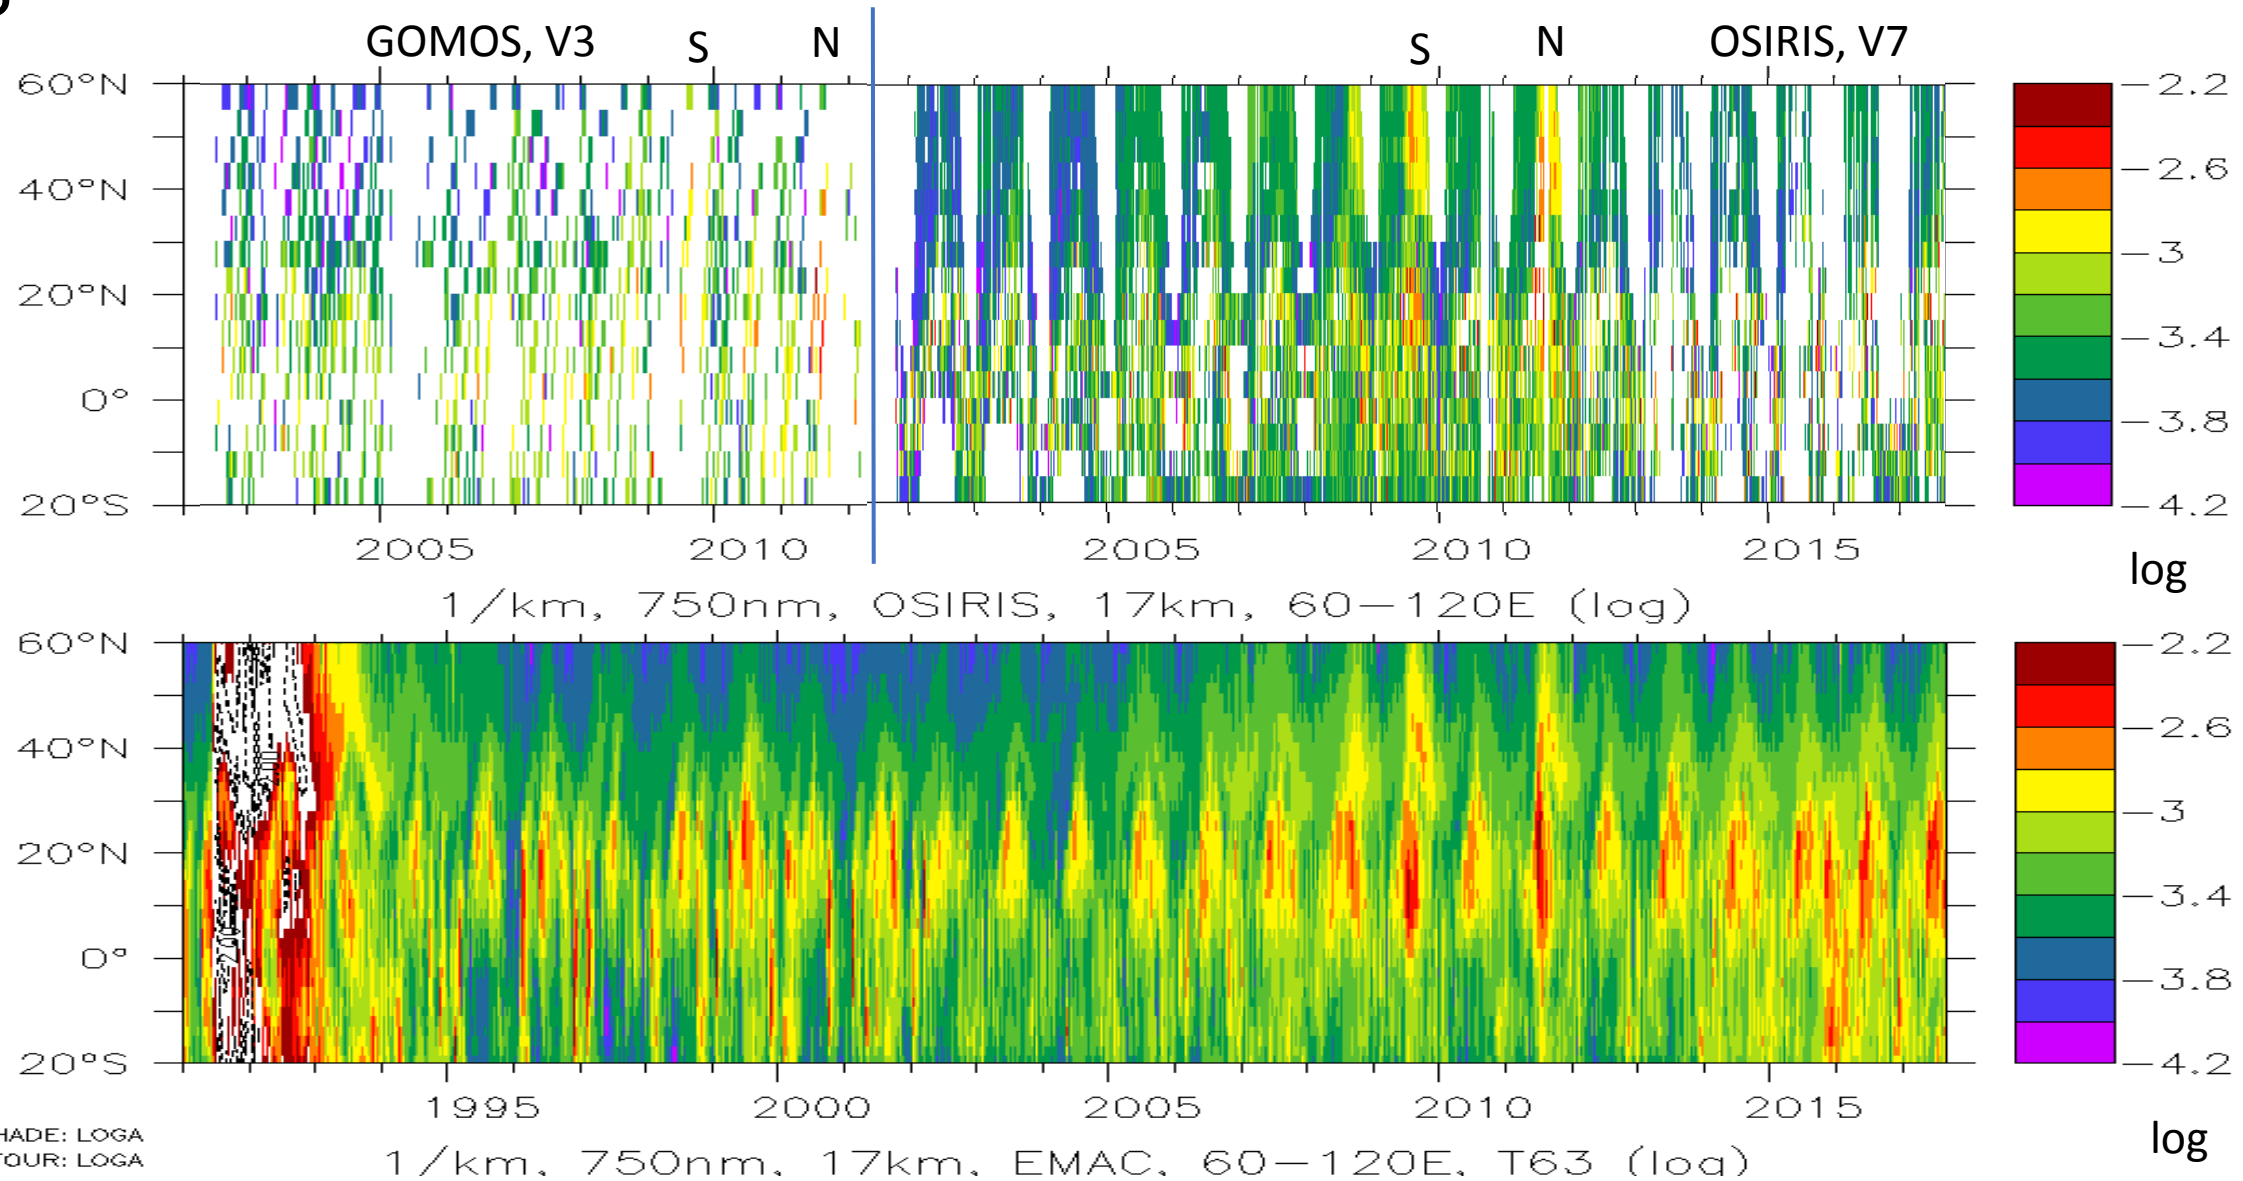 GOMOS, V3 S N S N OSIRIS, V7
60°N
40°N
20°N
0°
20°S
2005 2010 2005 2010 2015
-2.2
-2.6
-3
-3.4
-3.8
-4.2
log
1/km, 750nm, OSIRIS, 17km, 60-120E (log)
60°N
40°N
20°N
0°
20°S
1995 2000 2005 2010 2015
-2.2
-2.6
-3
-3.4
-3.8
-4.2
log
HADE: LOGA
TOUR: LOGA
1/km, 750nm, 17km, EMAC, 60-120E, T63 (log)